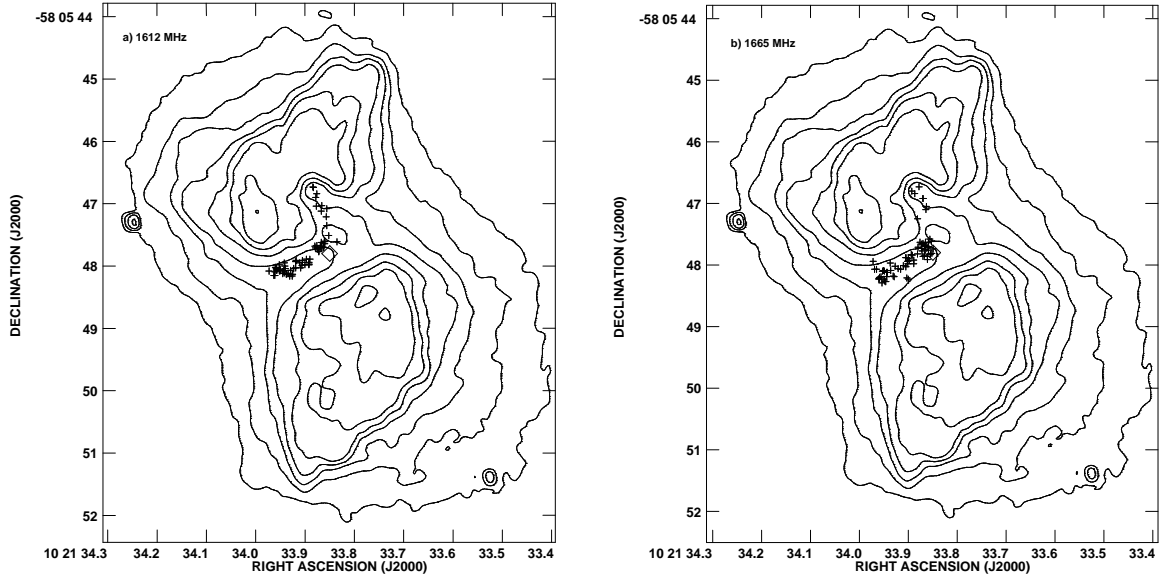 -58 05 44
a) 1612 MHz
45
46
47
48
49
50
51
52
DECLINATION (J2000)
10 21 34.3 34.2 34.1 34.0 33.9 33.8 33.7 33.6 33.5 33.4
RIGHT ASCENSION (J2000)
-58 05 44
b) 1665 MHz
45
46
47
48
49
50
51
52
DECLINATION (J2000)
10 21 34.3 34.2 34.1 34.0 33.9 33.8 33.7 33.6 33.5 33.4
RIGHT ASCENSION (J2000)